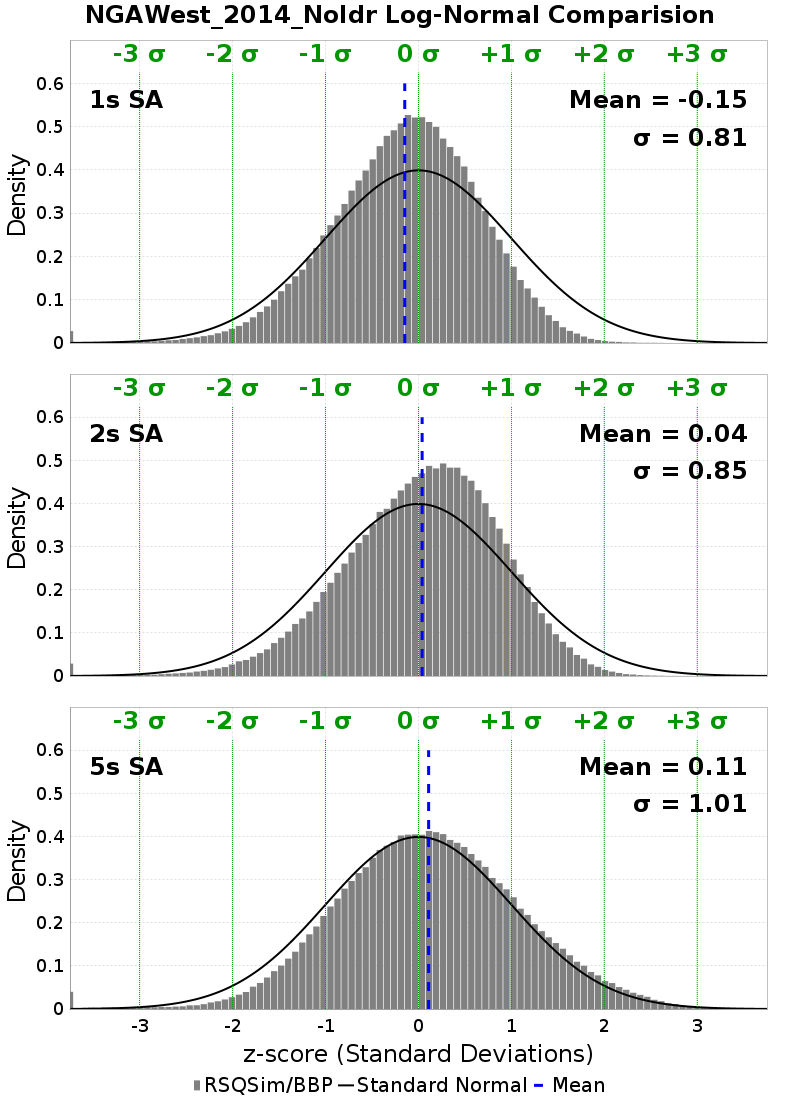 NGAWest_2014_NoIdr Log-Normal Comparision
-3 σ -2 σ -1 σ 0 σ +1 σ +2 σ +3 σ
1s SA
Mean = -0.15
σ = 0.81
Density
0.6
0.5
0.4
0.3
0.2
0.1
0
-3 σ -2 σ -1 σ 0 σ +1 σ +2 σ +3 σ
2s SA
Mean = 0.04
σ = 0.85
Density
0.6
0.5
0.4
0.3
0.2
0.1
0
-3 σ -2 σ -1 σ 0 σ +1 σ +2 σ +3 σ
5s SA
Mean = 0.11
σ = 1.01
Density
0.6
0.5
0.4
0.3
0.2
0.1
0
-3 -2 -1 0 1 2 3
z-score (Standard Deviations)
RSQSim/BBP Standard Normal Mean